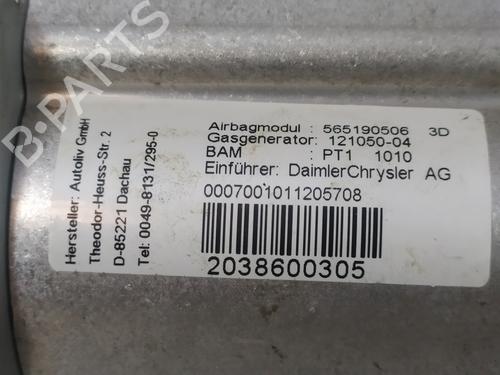 Hersteller: Autoliv GmbH
Theodor-Heuss-Str. 2
D-85221 Dachau
Tel: 0049-8131/295-0
Airbagmodul : 565190506 3D
Gasgenerator: 121050-04
BAM : PT1 1010
Einführer: DaimlerChrysler AG
0007001011205708
2038600305
B-PARTS